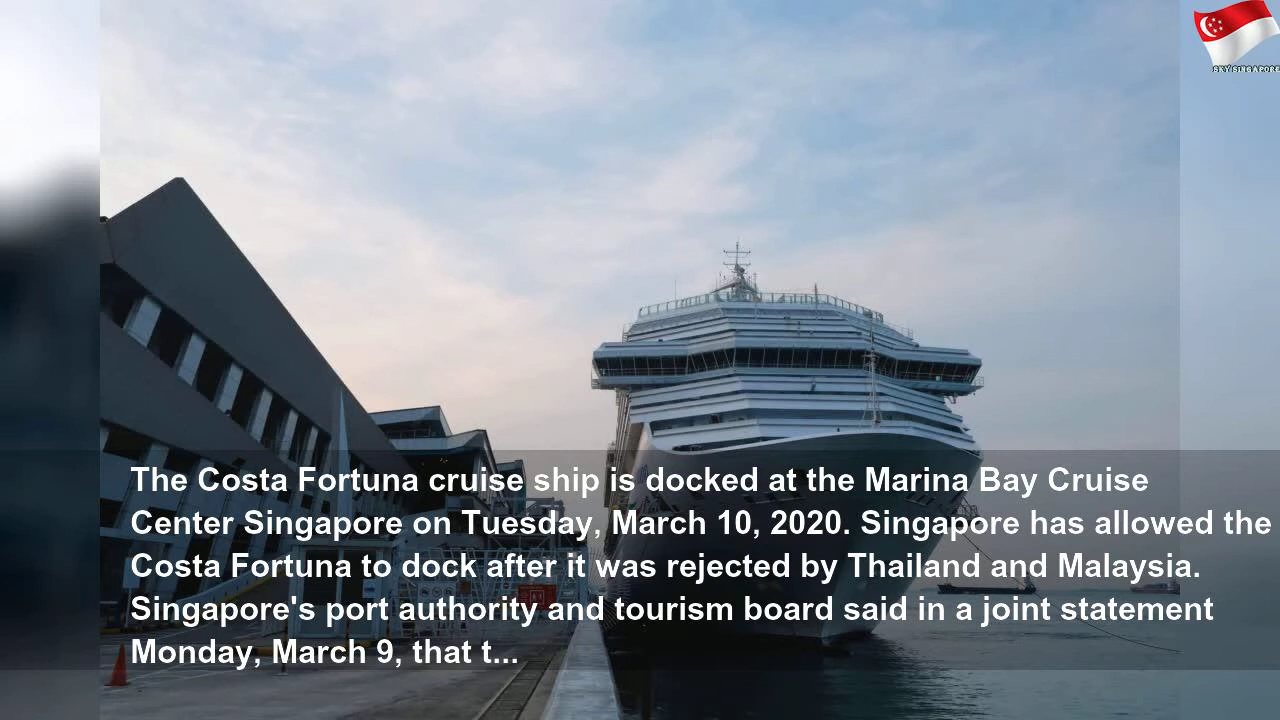 SKY SINGAPORE
The Costa Fortuna cruise ship is docked at the Marina Bay Cruise
Center Singapore on Tuesday, March 10, 2020. Singapore has allowed the
Costa Fortuna to dock after it was rejected by Thailand and Malaysia.
Singapore's port authority and tourism board said in a joint statement
Monday, March 9, that t...